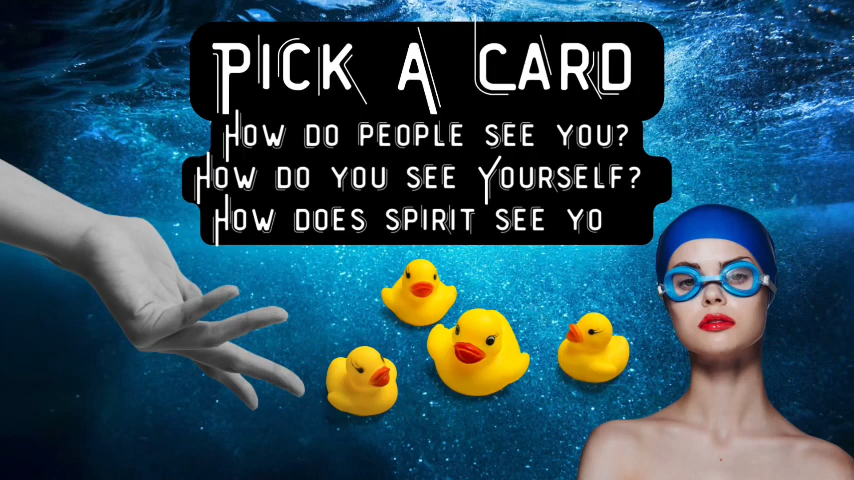 Pick a Card
How do people see you?
How do you see Yourself?
How does spirit see yo